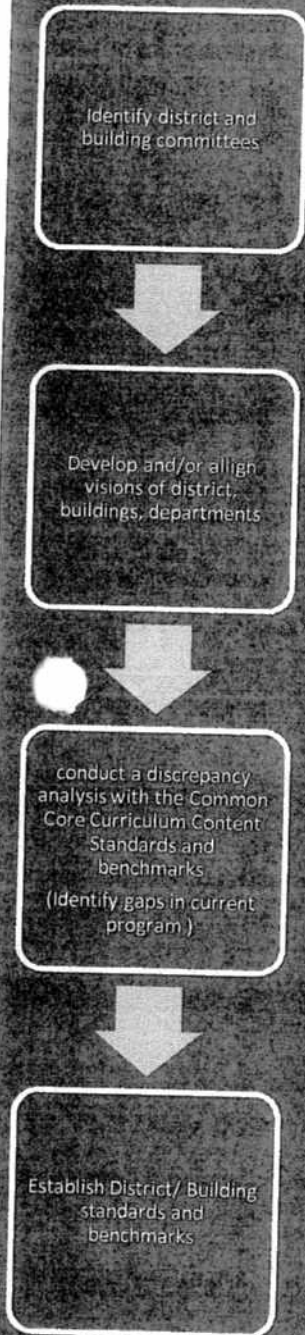 Identify district and
building committees
Develop and/or allign
visions of district,
buildings, departments
conduct a discrepancy
analysis with the Common
Core Curriculum Content
Standards and
benchmarks
(Identify gaps in current
program )
Establish District/ Building
standards and
benchmarks